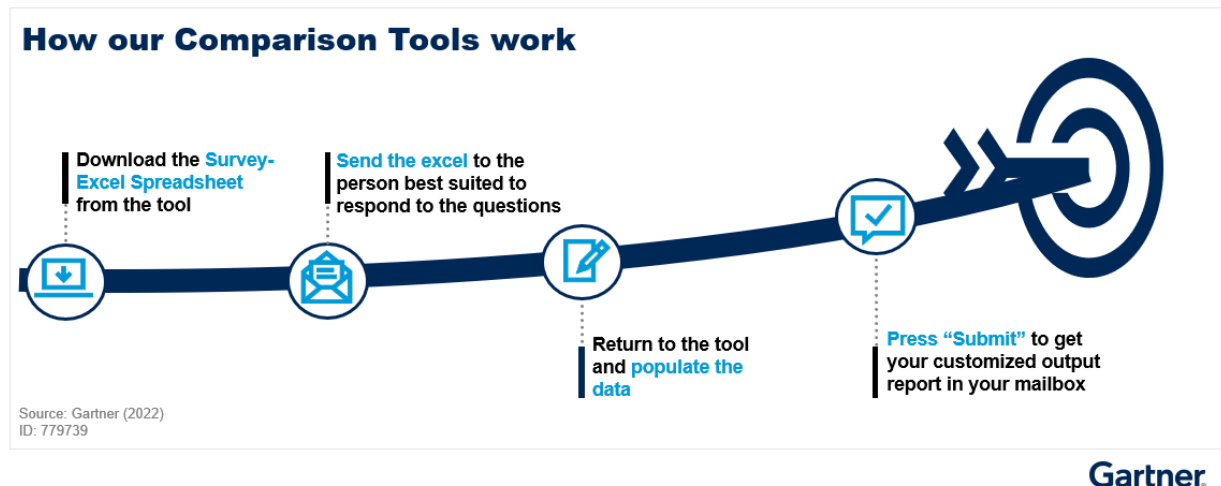 How our Comparison Tools work
Download the Survey-
Excel Spreadsheet
from the tool
Send the excel to the
person best suited to
respond to the questions
Return to the tool
and populate the
data
Press “Submit” to get
your customized output
report in your mailbox
Source: Gartner (2022)
ID: 779739
Gartner®